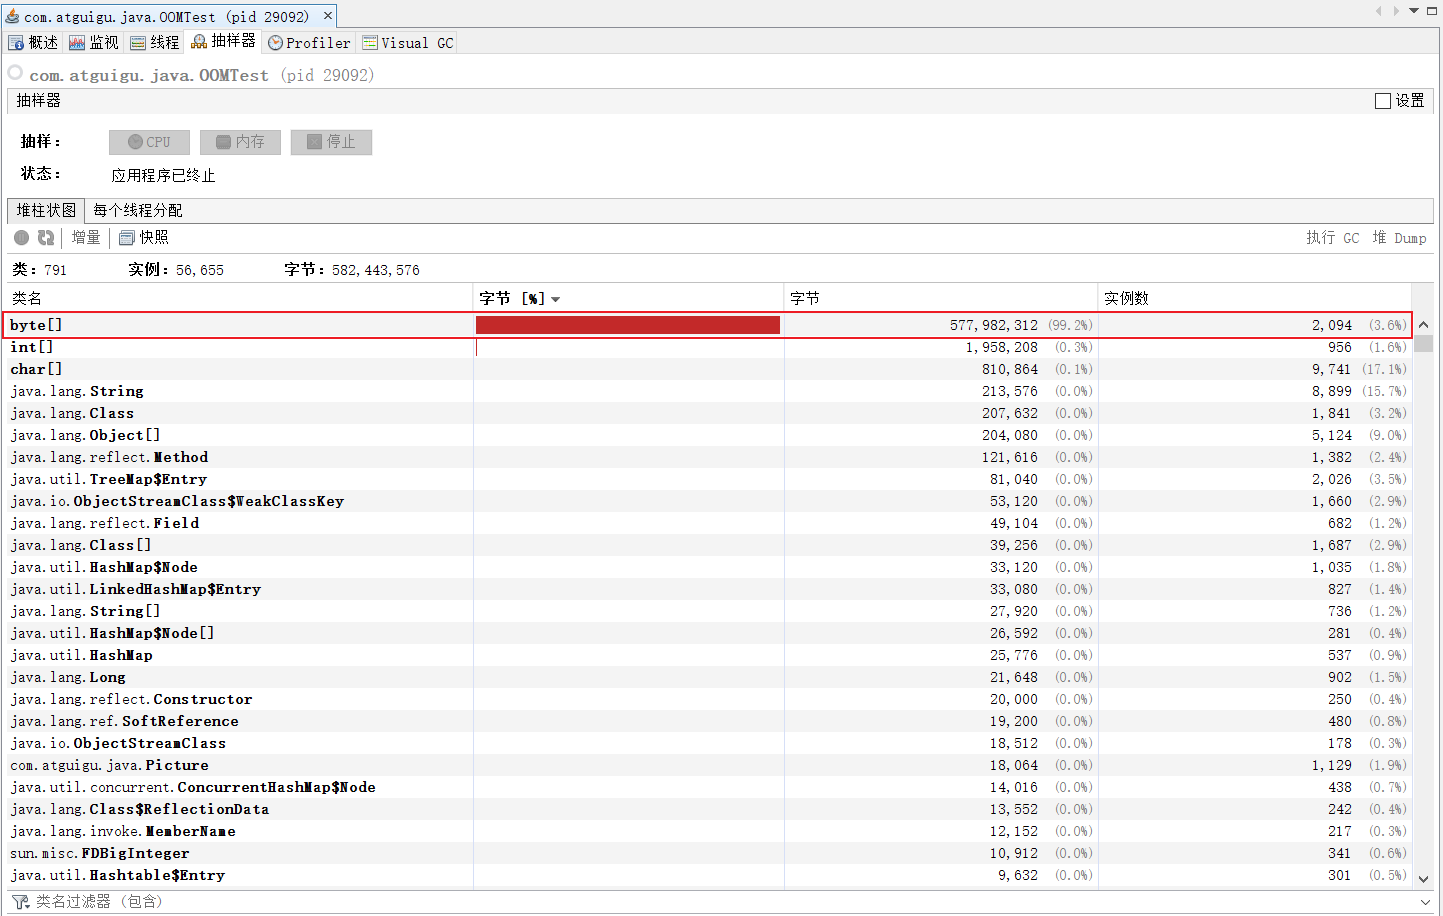 com.atguigu.java.OOMTest (pid 29092)
概述 监视 线程 抽样器 Profiler Visual GC
com.atguigu.java.OOMTest (pid 29092)
抽样器 设置
抽样： CPU 内存 停止
状态： 应用程序已终止
堆柱状图 每个线程分配
增量 快照 执行 GC 堆 Dump
类：791 实例：56,655 字节：582,443,576
类名 字节 [%] 字节 实例数
byte[] 577,982,312 (99.2%) 2,094 (3.6%)
int[] 1,958,208 (0.3%) 956 (1.6%)
char[] 810,864 (0.1%) 9,741 (17.1%)
java.lang.String 213,576 (0.0%) 8,899 (15.7%)
java.lang.Class 207,632 (0.0%) 1,841 (3.2%)
java.lang.Object[] 204,080 (0.0%) 5,124 (9.0%)
java.lang.reflect.Method 121,616 (0.0%) 1,382 (2.4%)
java.util.TreeMap$Entry 81,040 (0.0%) 2,026 (3.5%)
java.io.ObjectStreamClass$WeakClassKey 53,120 (0.0%) 1,660 (2.9%)
java.lang.reflect.Field 49,104 (0.0%) 682 (1.2%)
java.lang.Class[] 39,256 (0.0%) 1,687 (2.9%)
java.util.HashMap$Node 33,120 (0.0%) 1,035 (1.8%)
java.util.LinkedHashMap$Entry 33,080 (0.0%) 827 (1.4%)
java.lang.String[] 27,920 (0.0%) 736 (1.2%)
java.util.HashMap$Node[] 26,592 (0.0%) 281 (0.4%)
java.util.HashMap 25,776 (0.0%) 537 (0.9%)
java.lang.Long 21,648 (0.0%) 902 (1.5%)
java.lang.reflect.Constructor 20,000 (0.0%) 250 (0.4%)
java.lang.ref.SoftReference 19,200 (0.0%) 480 (0.8%)
java.io.ObjectStreamClass 18,512 (0.0%) 178 (0.3%)
com.atguigu.java.Picture 18,064 (0.0%) 1,129 (1.9%)
java.util.concurrent.ConcurrentHashMap$Node 14,016 (0.0%) 438 (0.7%)
java.lang.Class$ReflectionData 13,552 (0.0%) 242 (0.4%)
java.lang.invoke.MemberName 12,152 (0.0%) 217 (0.3%)
sun.misc.FDBigInteger 10,912 (0.0%) 341 (0.6%)
java.util.Hashtable$Entry 9,632 (0.0%) 301 (0.5%)
类名过滤器 (包含)